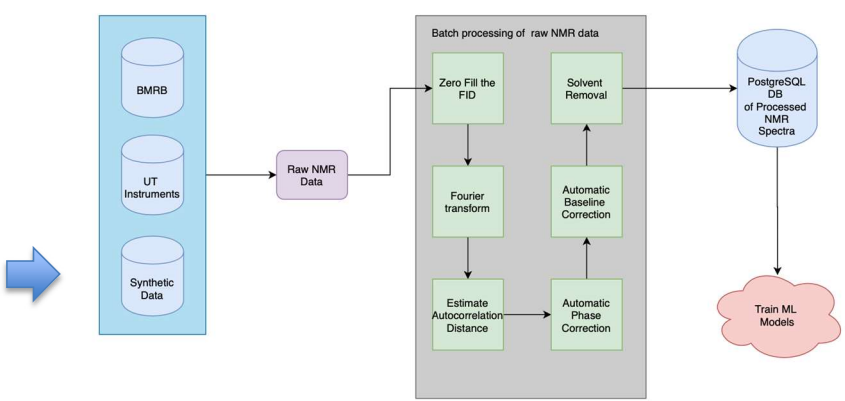 BMRB
UT
Instruments
Synthetic
Data
Raw NMR
Data
Batch processing of raw NMR data
Zero Fill the
FID
Fourier
transform
Estimate
Autocorrelation
Distance
Automatic
Phase
Correction
Automatic
Baseline
Correction
Solvent
Removal
PostgreSQL
DB
of Processed
NMR
Spectra
Train ML
Models